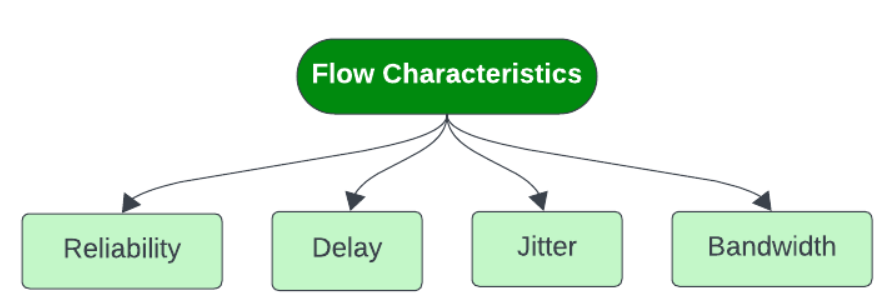 Flow Characteristics
Reliability
Delay
Jitter
Bandwidth